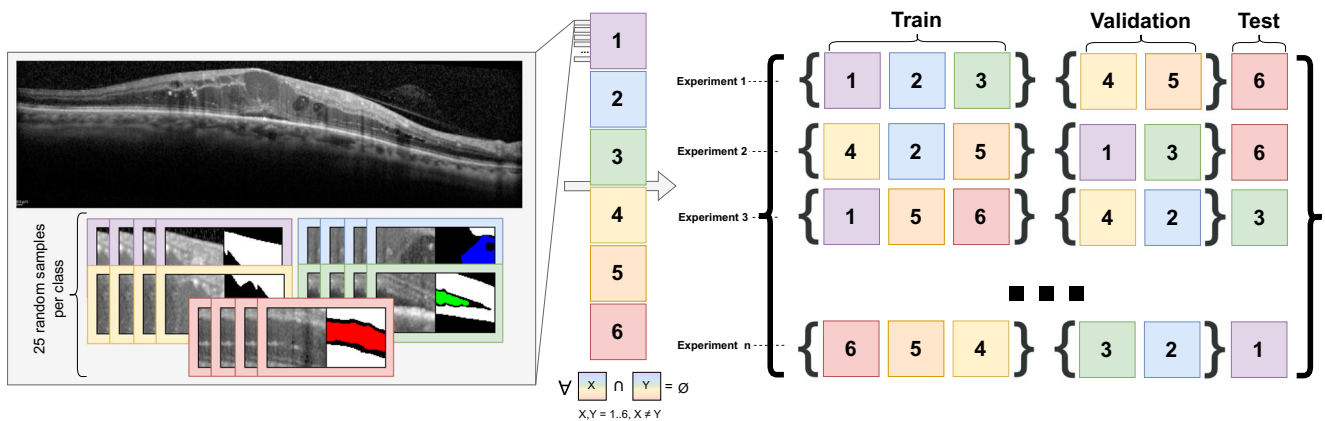 25 random samples
per class
1
...
2
3
4
5
6
∀ X ∩ Y = ∅
X,Y = 1..6, X ≠ Y
Train Validation Test
Experiment 1 { 1 2 3 } { 4 5 } 6
Experiment 2 { 4 2 5 } { 1 3 } 6
Experiment 3 { 1 5 6 } { 4 2 } 3
Experiment n { 6 5 4 } { 3 2 } 1